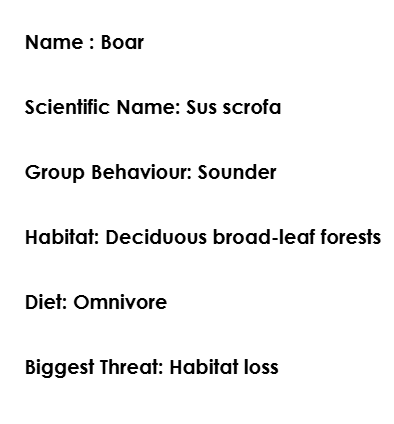 Name : Boar
Scientific Name: Sus scrofa
Group Behaviour: Sounder
Habitat: Deciduous broad-leaf forests
Diet: Omnivore
Biggest Threat: Habitat loss